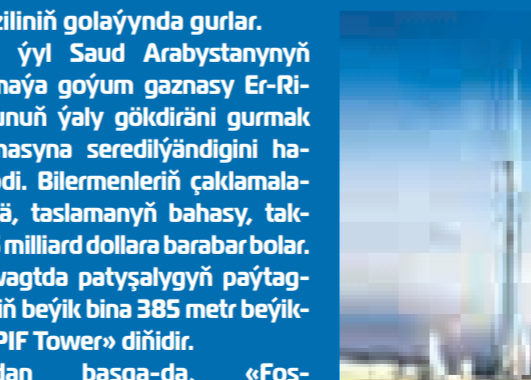 ziliniň golaýynda gurlar.
ýyl Saud Arabystanynyň
maýa goýum gaznasy Er-Ri-
unuň ýaly gökdiräni gurmak
nasyna seredilýändigini ha-
di. Bilermenleriň çaklamala-
ä, taslamanyň bahasy, tak-
milliard dollara barabar bolar.
wagtda patyşalygyň paýtag-
iň beýik bina 385 metr beýik-
PIF Tower» diňidir.
dan başga-da, «Fos-